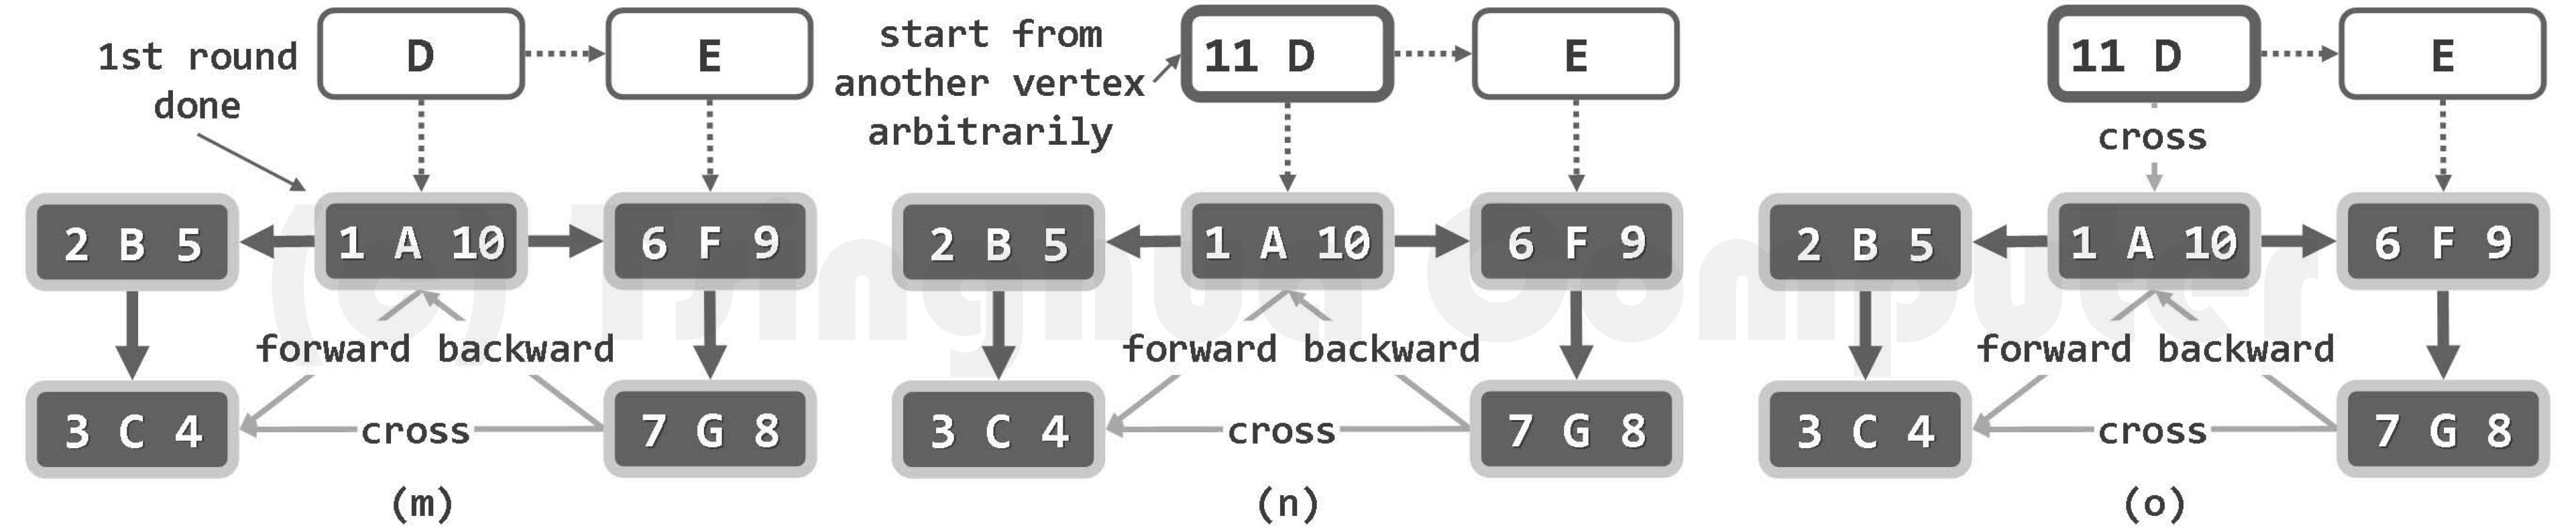 1st round
done
D
E
2 B 5
1 A 10
6 F 9
forward
backward
3 C 4
cross
7 G 8
(m)
start from
another vertex
arbitrarily
11 D
E
2 B 5
1 A 10
6 F 9
forward
backward
3 C 4
cross
7 G 8
(n)
11 D
E
cross
2 B 5
1 A 10
6 F 9
forward
backward
3 C 4
cross
7 G 8
(o)
(c) Tsinghua Computer